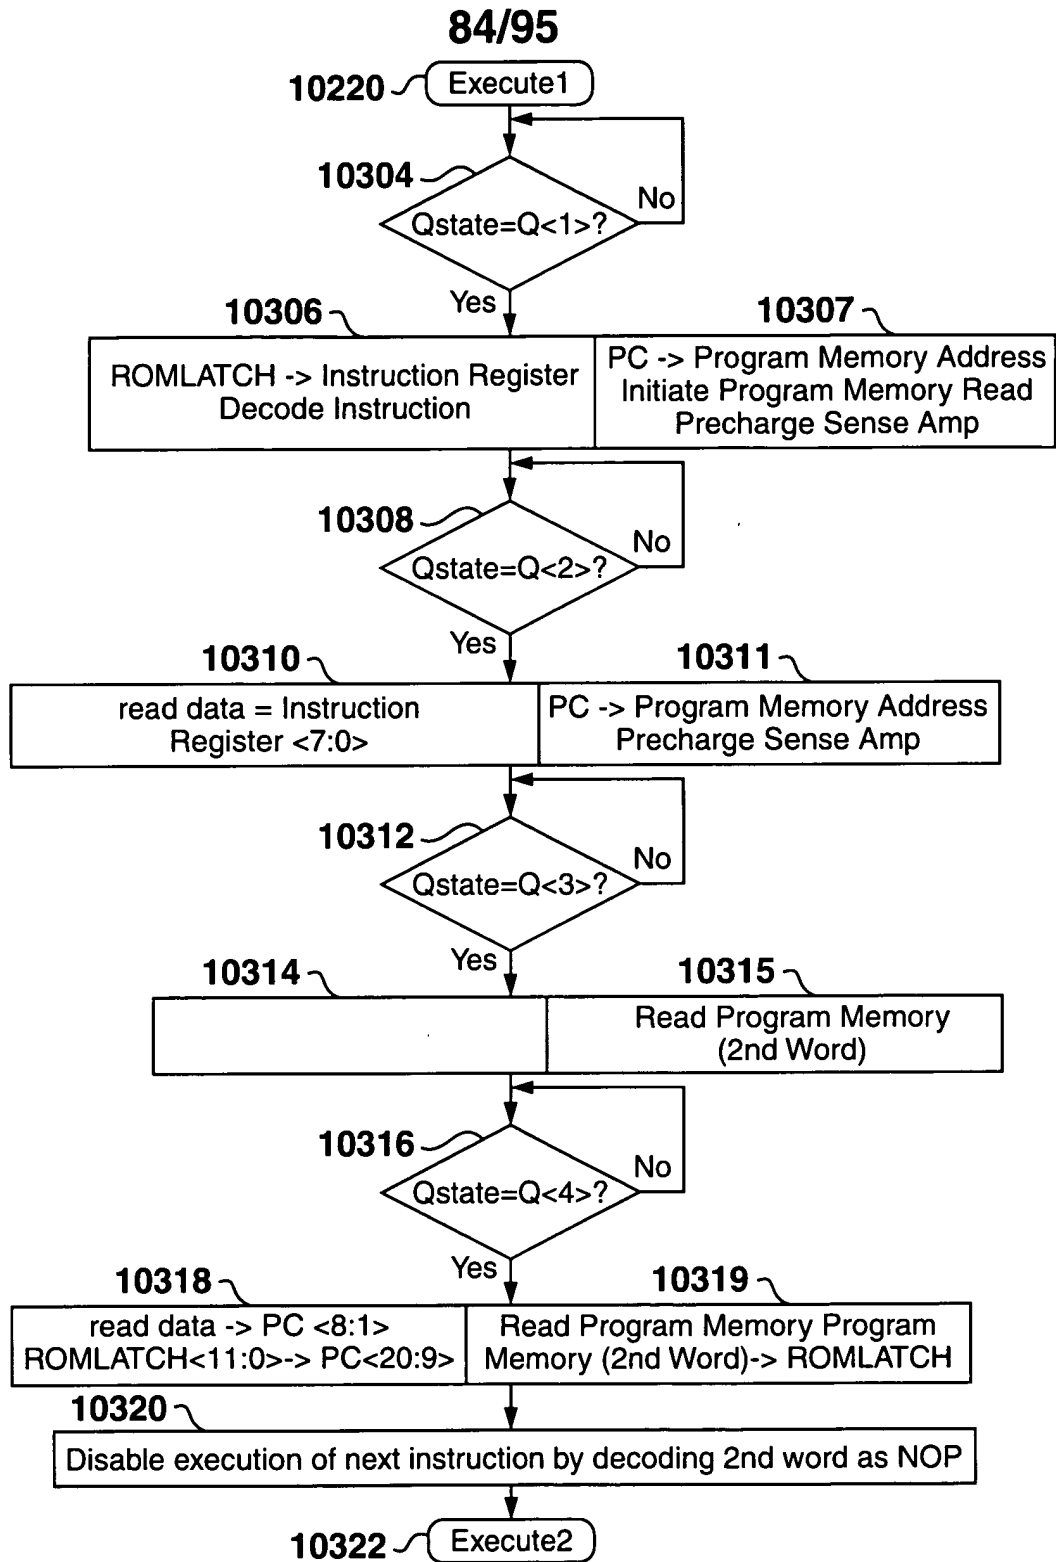 84/95
10220
Execute1
10304
Qstate=Q<1>?
No
Yes
10306
10307
ROMLATCH -> Instruction Register
Decode Instruction
PC -> Program Memory Address
Initiate Program Memory Read
Precharge Sense Amp
10308
Qstate=Q<2>?
No
Yes
10310
10311
read data = Instruction
Register <7:0>
PC -> Program Memory Address
Precharge Sense Amp
10312
Qstate=Q<3>?
No
Yes
10314
10315
Read Program Memory
(2nd Word)
10316
Qstate=Q<4>?
No
Yes
10318
10319
read data -> PC <8:1>
ROMLATCH<11:0>-> PC<20:9>
Read Program Memory Program
Memory (2nd Word)-> ROMLATCH
10320
Disable execution of next instruction by decoding 2nd word as NOP
10322
Execute2